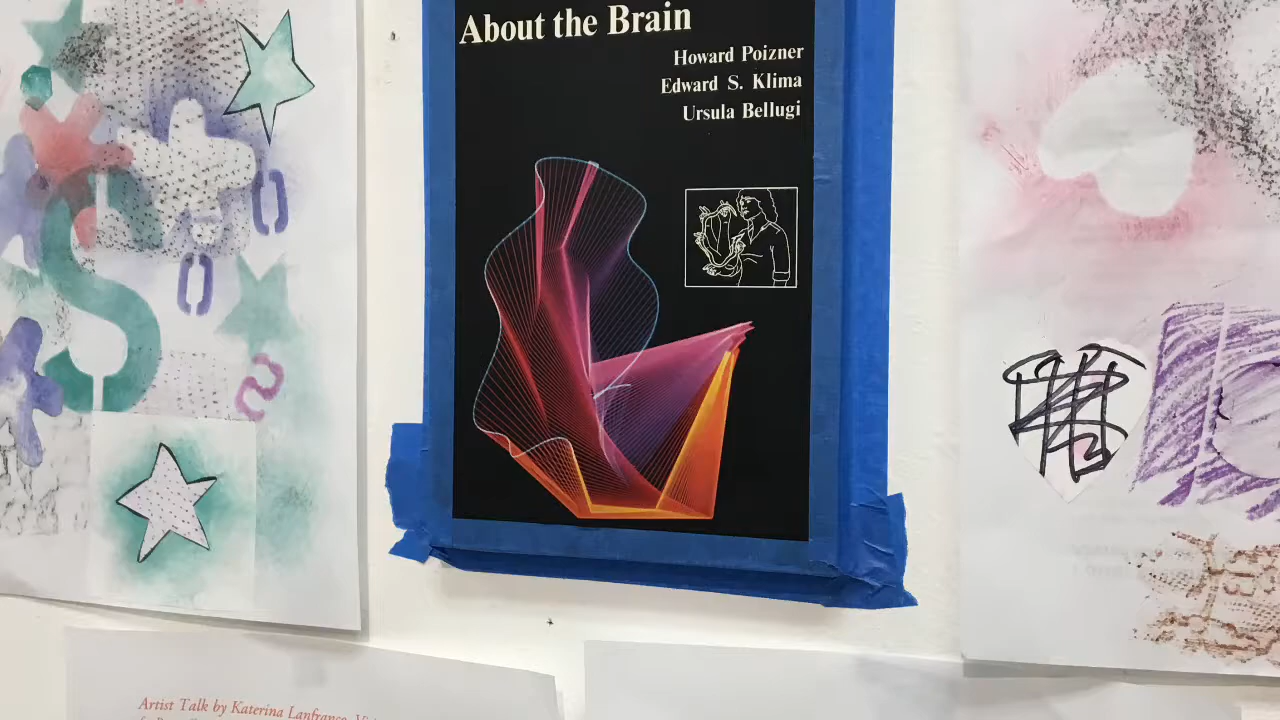 About the Brain
Howard Poizner
Edward S. Klima
Ursula Bellugi
S
Artist Talk by Katerina Lanfranco